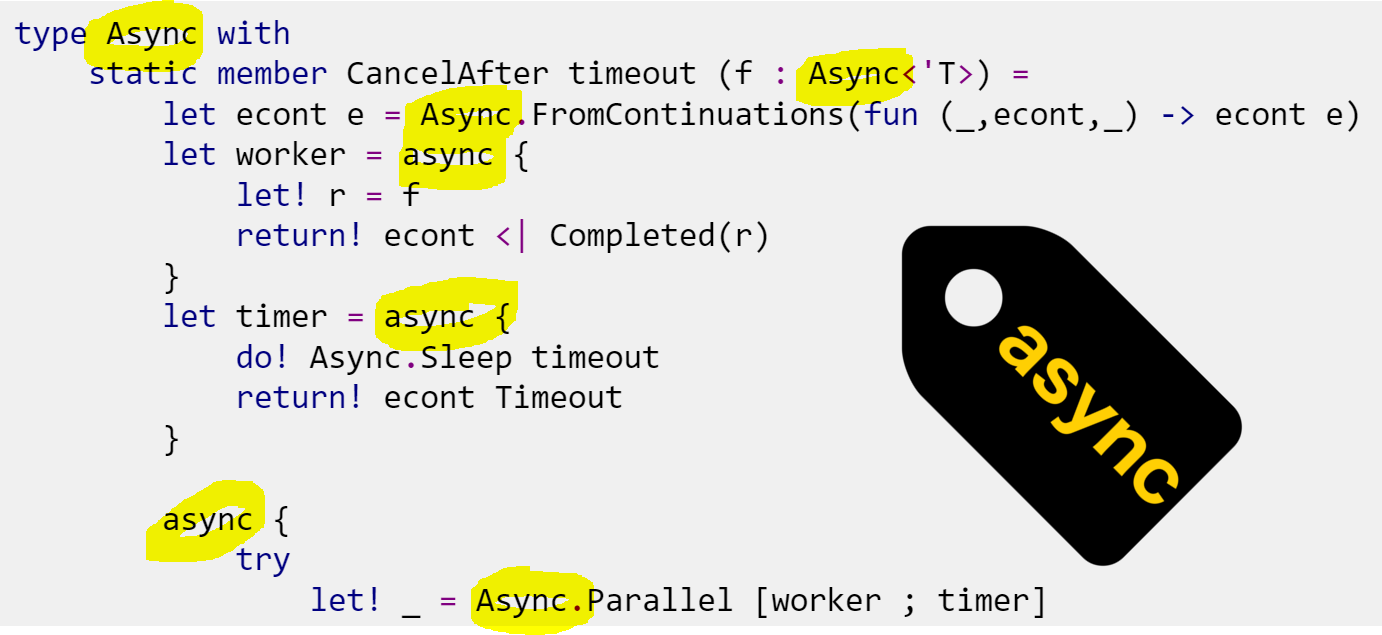 type Async with
static member CancelAfter timeout (f : Async<'T>) =
let econt e = Async.FromContinuations(fun (_,econt,_) -> econt e)
let worker = async {
let! r = f
return! econt <| Completed(r)
}
let timer = async {
do! Async.Sleep timeout
return! econt Timeout
}
async {
try
let! _ = Async.Parallel [worker ; timer]
async